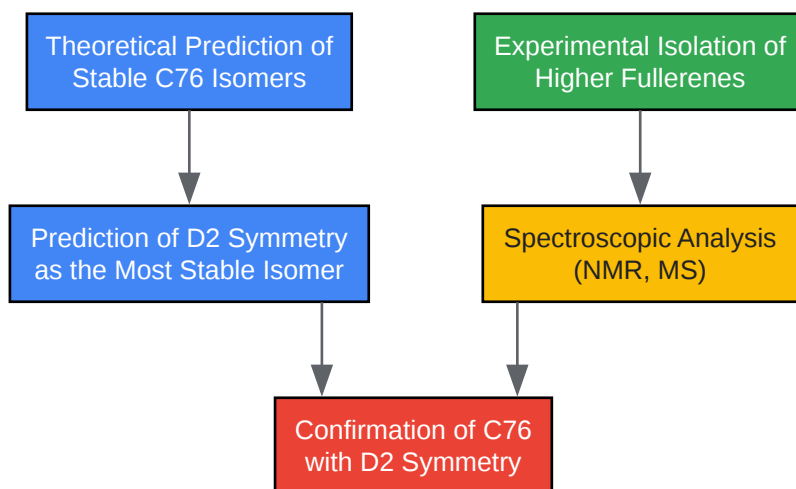 Theoretical Prediction of
Stable C76 Isomers
Experimental Isolation of
Higher Fullerenes
Prediction of D2 Symmetry
as the Most Stable Isomer
Spectroscopic Analysis
(NMR, MS)
Confirmation of C76
with D2 Symmetry